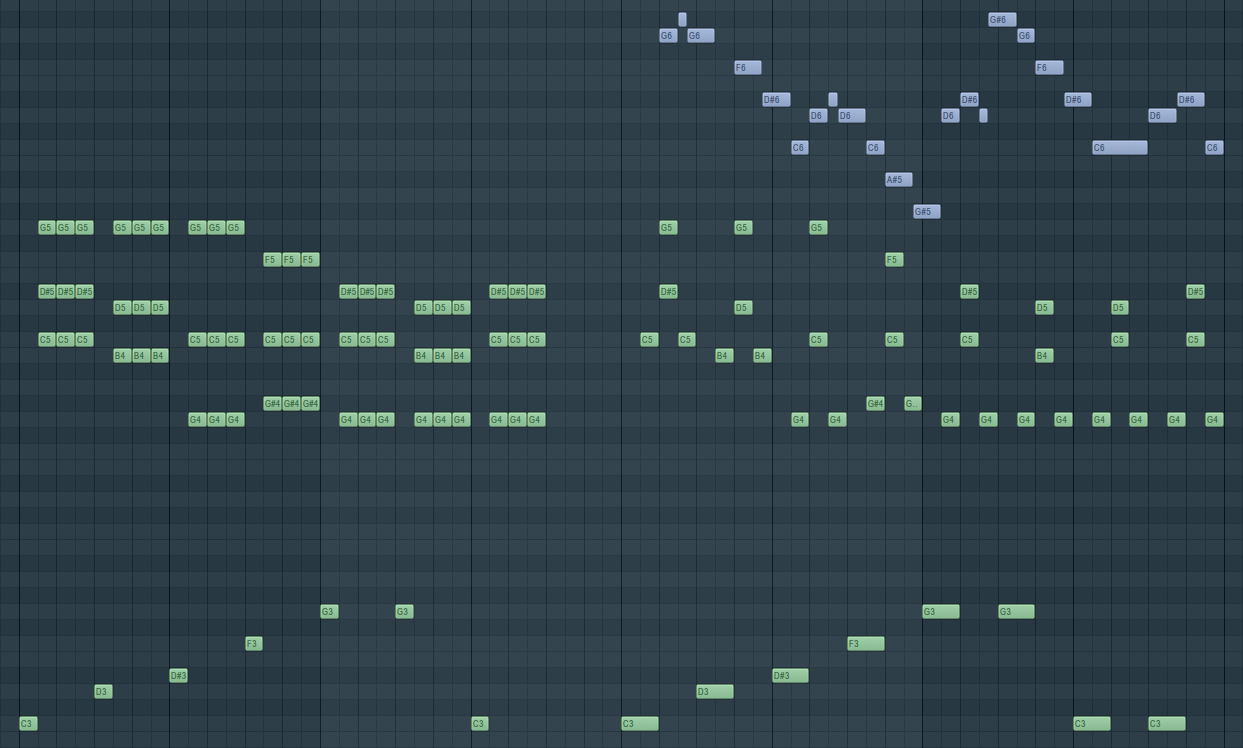 G#6
G6 G6 G6
F6 F6
D#6 D#6 D#6 D#6
D6 D6 D6 D6
C6 C6 C6 C6
A#5
G#5
G5 G5 G5 G5 G5 G5 G5 G5 G5 G5 G5 G5
F5 F5 F5 F5
D#5 D#5 D#5 D#5 D#5 D#5 D#5 D#5 D#5 D#5 D#5 D#5
D5 D5 D5 D5 D5 D5 D5 D5 D5
C5 C5 C5 C5 C5 C5 C5 C5 C5 C5 C5 C5 C5 C5 C5 C5 C5 C5 C5 C5 C5 C5
B4 B4 B4 B4 B4 B4 B4 B4 B4
G#4 G#4 G#4 G#4 G..
G4 G4 G4 G4 G4 G4 G4 G4 G4 G4 G4 G4 G4 G4 G4 G4 G4 G4 G4 G4 G4 G4
G3 G3 G3 G3
F3 F3
D#3 D#3
D3 D3
C3 C3 C3 C3 C3